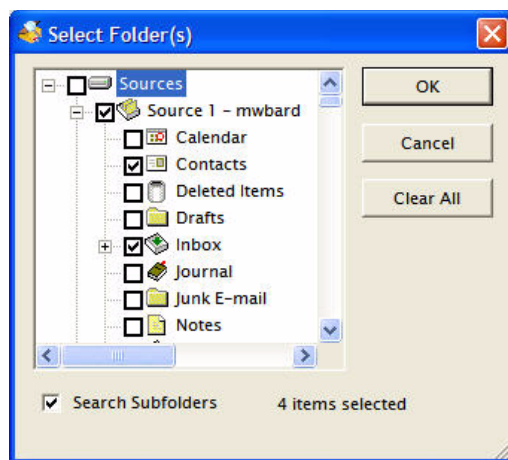 Select Folder(s)
Sources
Source 1 - mwbard
Calendar
Contacts
Deleted Items
Drafts
Inbox
Journal
Junk E-mail
Notes
OK
Cancel
Clear All
Search Subfolders
4 items selected